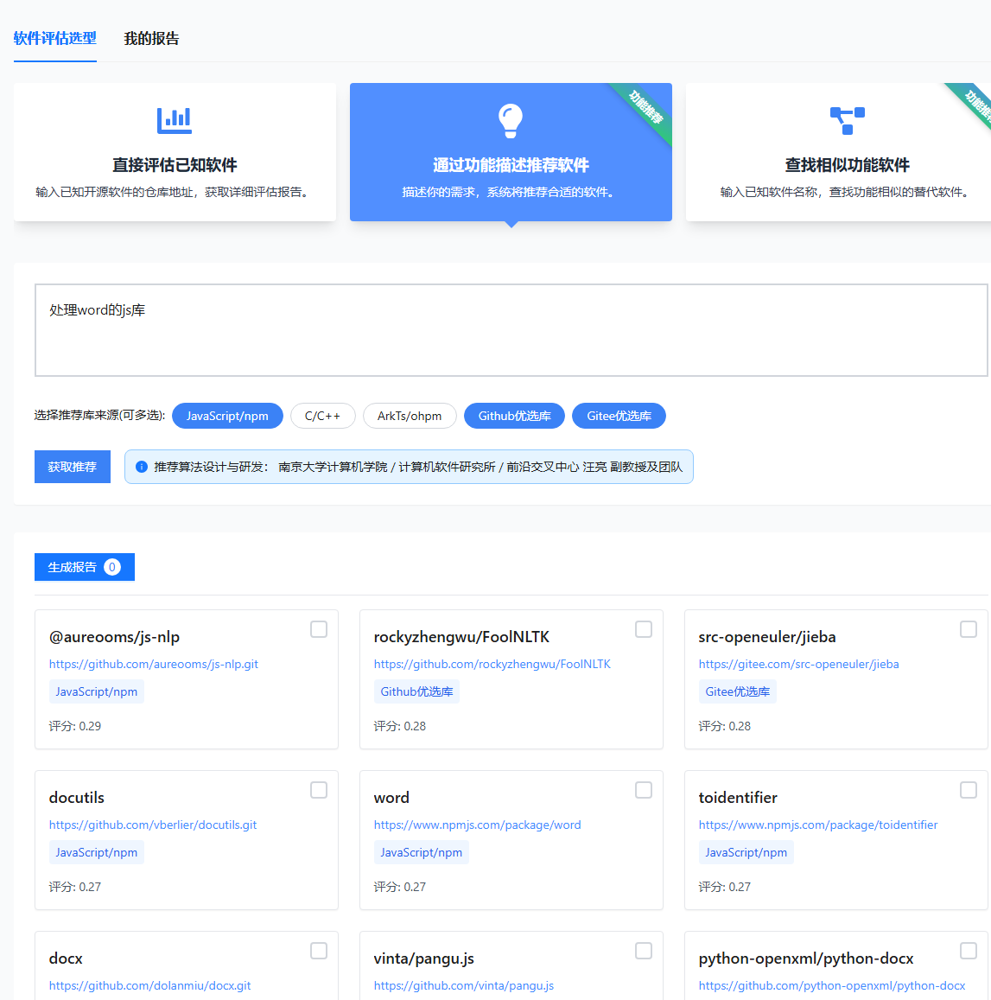 软件评估选型 我的报告
功能推荐
直接评估已知软件
输入已知开源软件的仓库地址，获取详细评估报告。
通过功能描述推荐软件
描述你的需求，系统将推荐合适的软件。
查找相似功能软件
输入已知软件名称，查找功能相似的替代软件。
处理word的js库
选择推荐库来源(可多选): JavaScript/npm C/C++ ArkTs/ohpm Github优选库 Gitee优选库
获取推荐 推荐算法设计与研发： 南京大学计算机学院 / 计算机软件研究所 / 前沿交叉中心 汪亮 副教授及团队
生成报告 0
@aureooms/js-nlp
https://github.com/aureooms/js-nlp.git
JavaScript/npm
评分: 0.29
rockyzhengwu/FoolNLTK
https://github.com/rockyzhengwu/FoolNLTK
Github优选库
评分: 0.28
src-openeuler/jieba
https://gitee.com/src-openeuler/jieba
Gitee优选库
评分: 0.28
docutils
https://github.com/vberlier/docutils.git
JavaScript/npm
评分: 0.27
word
https://www.npmjs.com/package/word
JavaScript/npm
评分: 0.27
toidentifier
https://www.npmjs.com/package/toidentifier
JavaScript/npm
评分: 0.27
docx
https://github.com/dolanmiu/docx.git
vinta/pangu.js
https://github.com/vinta/pangu.js
python-openxml/python-docx
https://github.com/python-openxml/python-docx